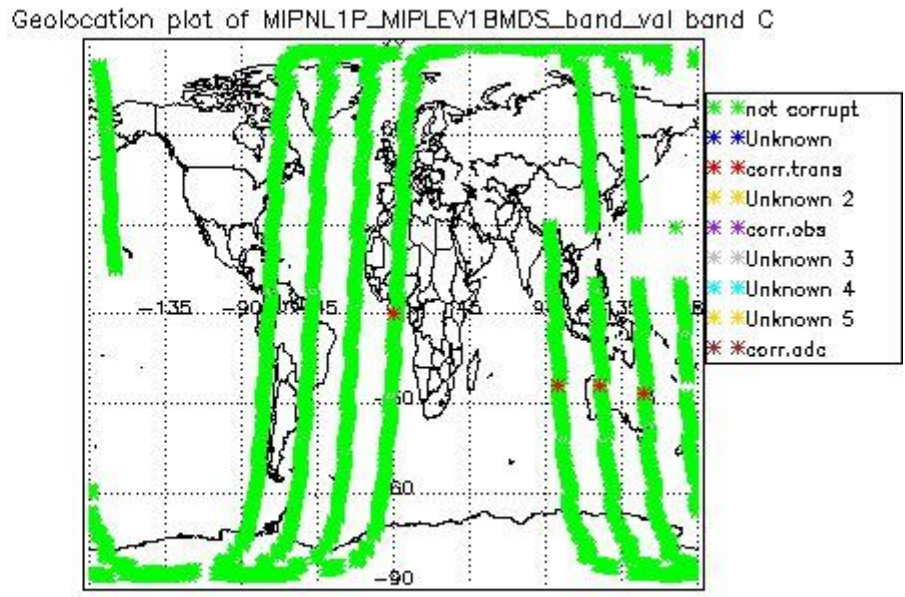 Geolocation plot of MIPNL1P_MIPLEV1BMDS_band_val band C
not corrupt
Unknown
corr.trans
Unknown 2
corr.obs
Unknown 3
Unknown 4
Unknown 5
corr.adc
-135
-90
-45
-60
-90